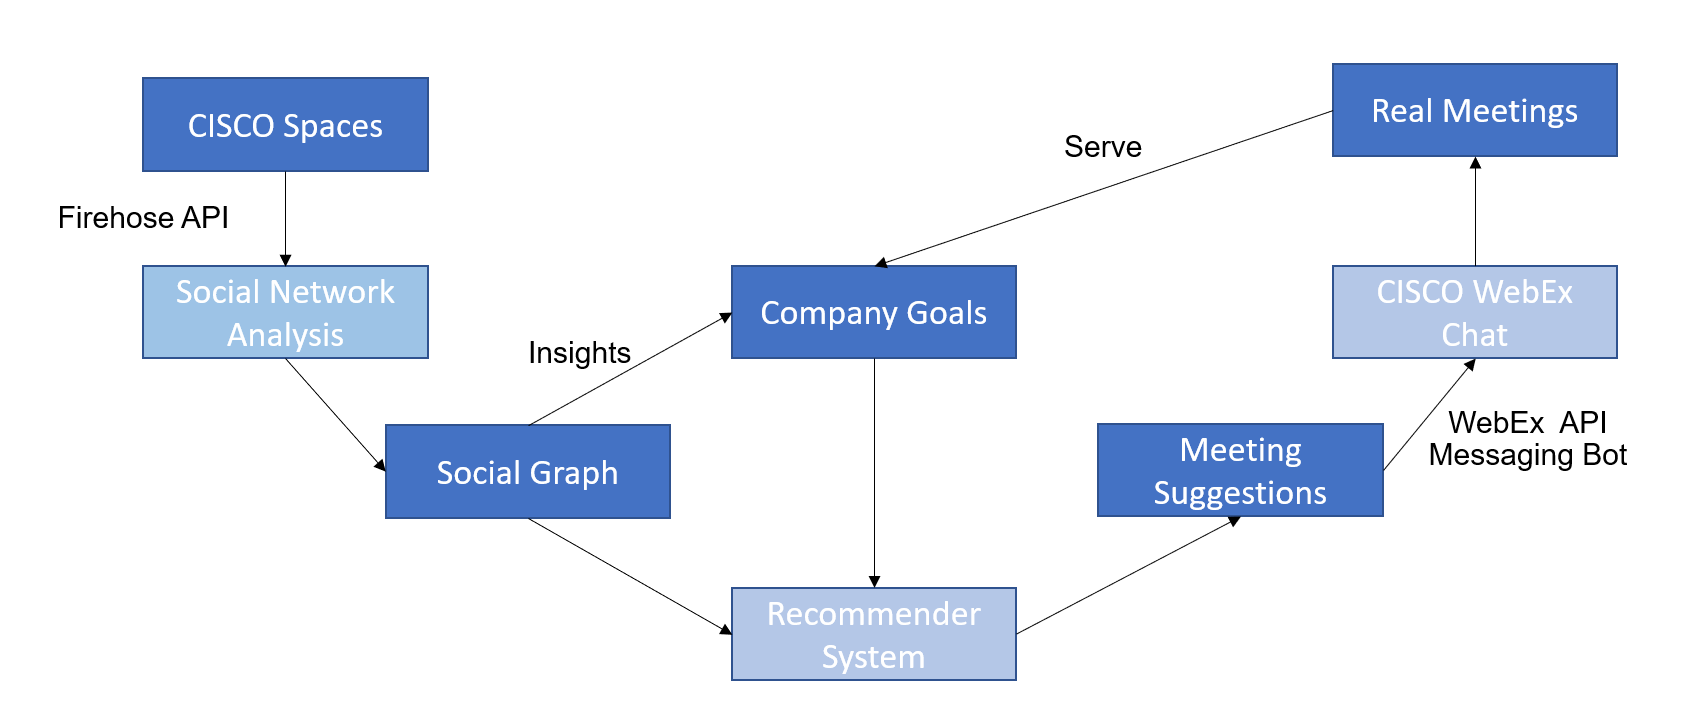 CISCO Spaces
Real Meetings
Serve
Firehose API
Social Network
Analysis
Company Goals
CISCO WebEx
Chat
Insights
Social Graph
Meeting
Suggestions
WebEx  API
Messaging Bot
Recommender
System